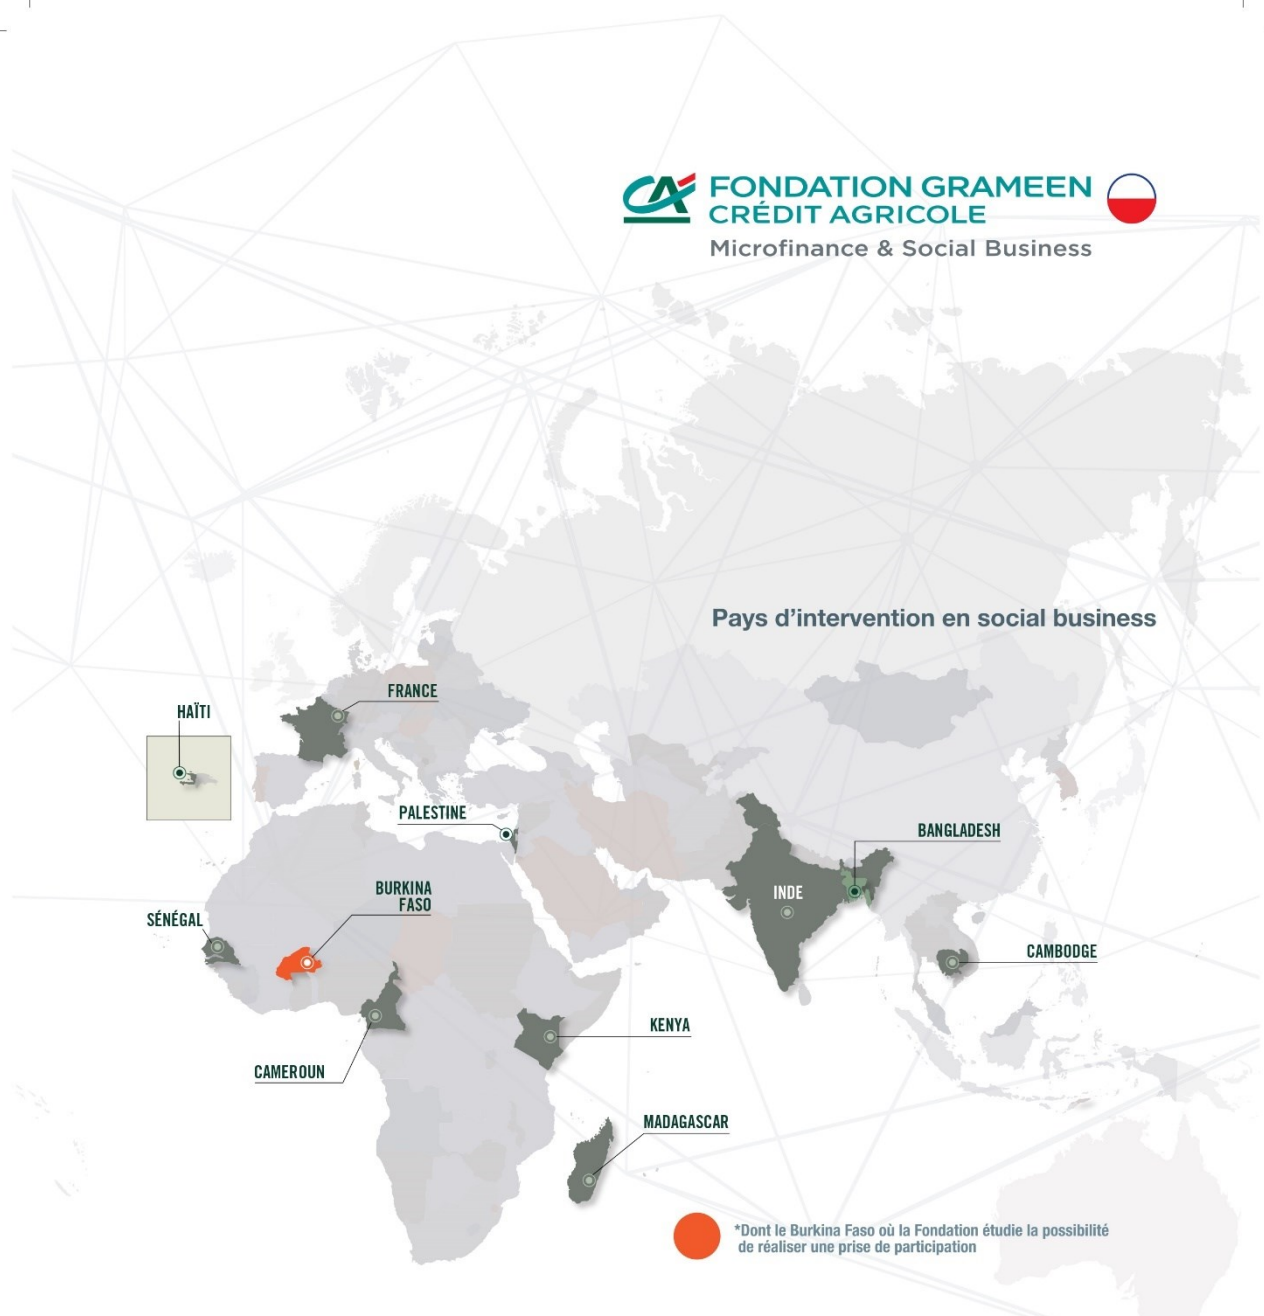 FONDATION GRAMEEN
CRÉDIT AGRICOLE
Microfinance & Social Business
Pays d’intervention en social business
FRANCE
HAÏTI
PALESTINE
BANGLADESH
BURKINA
FASO
INDE
SÉNÉGAL
CAMBODGE
KENYA
CAMEROUN
MADAGASCAR
*Dont le Burkina Faso où la Fondation étudie la possibilité
de réaliser une prise de participation